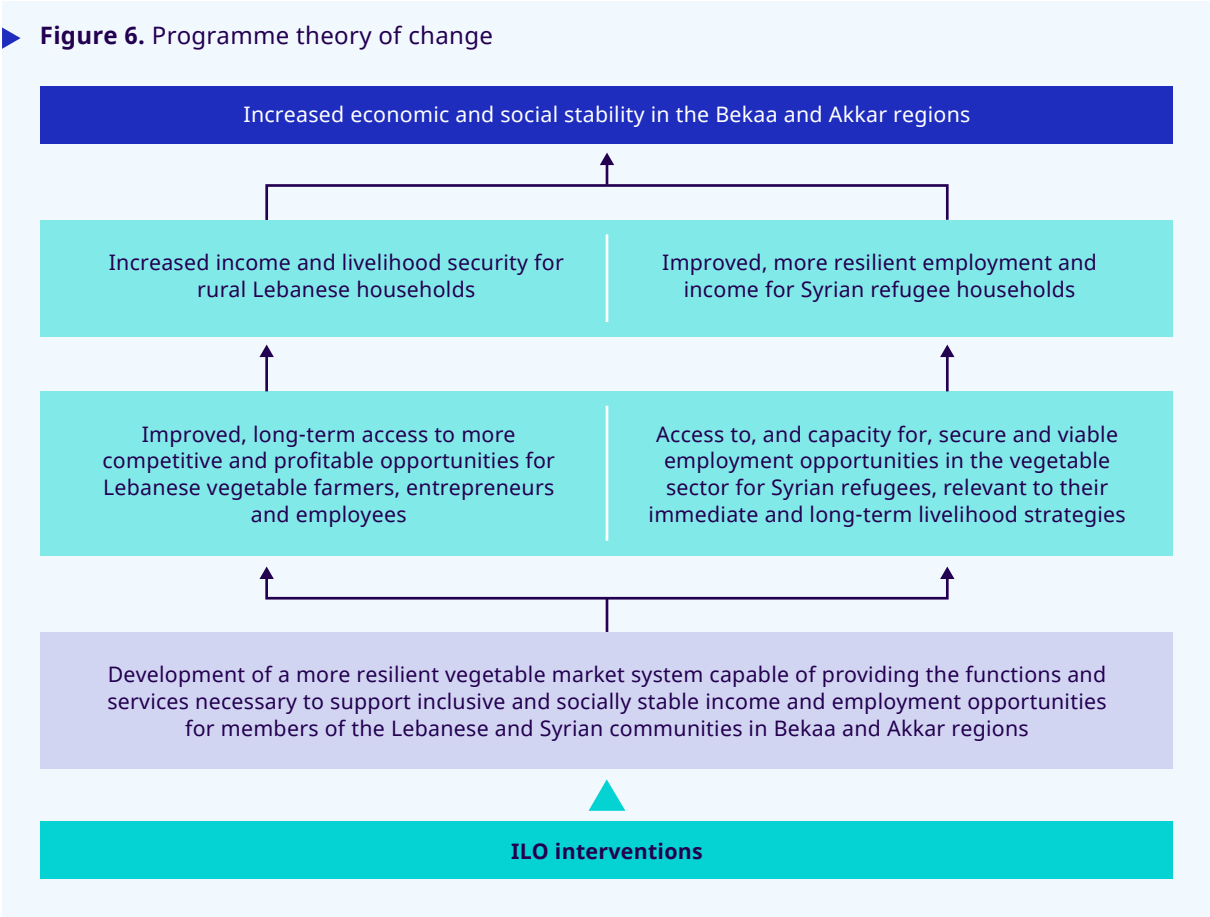 Figure 6. Programme theory of change
Increased economic and social stability in the Bekaa and Akkar regions
Increased income and livelihood security for
rural Lebanese households
Improved, more resilient employment and
income for Syrian refugee households
Improved, long-term access to more
competitive and profitable opportunities for
Lebanese vegetable farmers, entrepreneurs
and employees
Access to, and capacity for, secure and viable
employment opportunities in the vegetable
sector for Syrian refugees, relevant to their
immediate and long-term livelihood strategies
Development of a more resilient vegetable market system capable of providing the functions and
services necessary to support inclusive and socially stable income and employment opportunities
for members of the Lebanese and Syrian communities in Bekaa and Akkar regions
ILO interventions